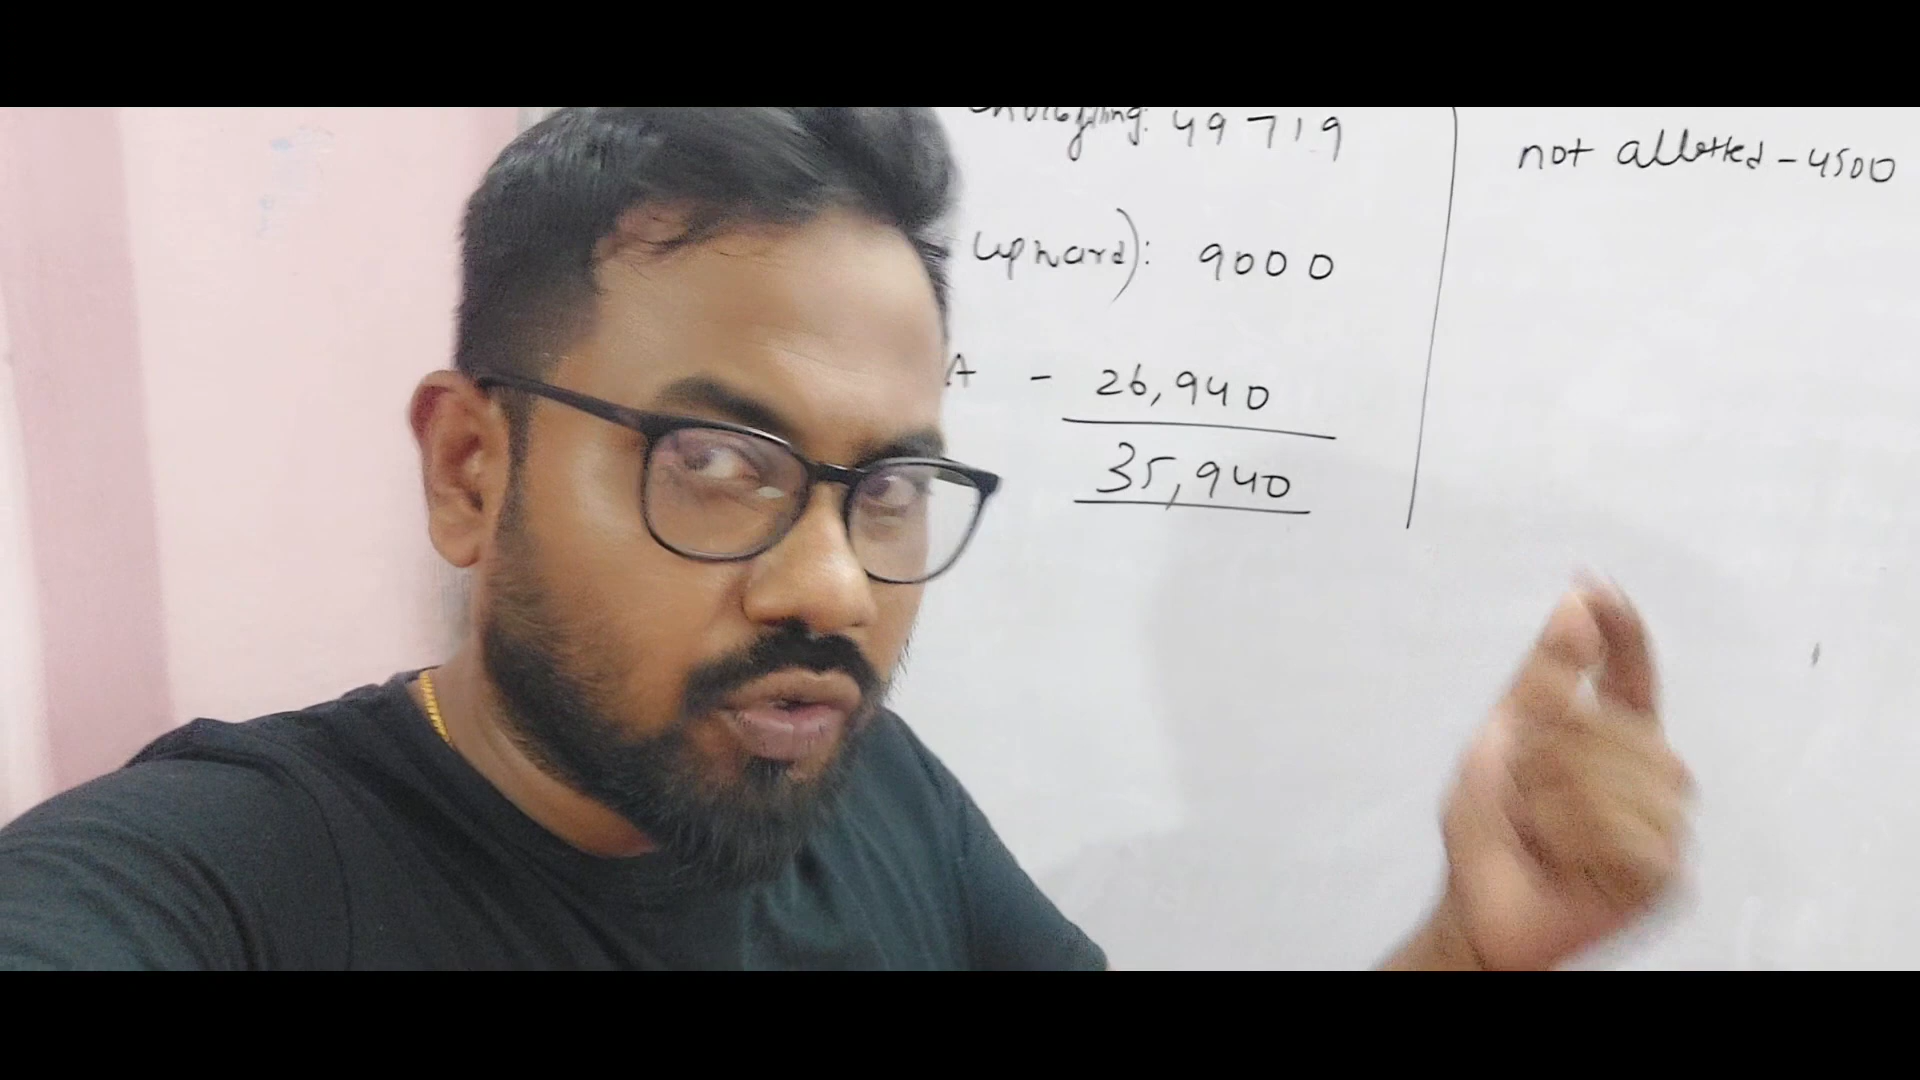 49719
upward): 9000
A - 26,940
35,940
not allotted - 4500